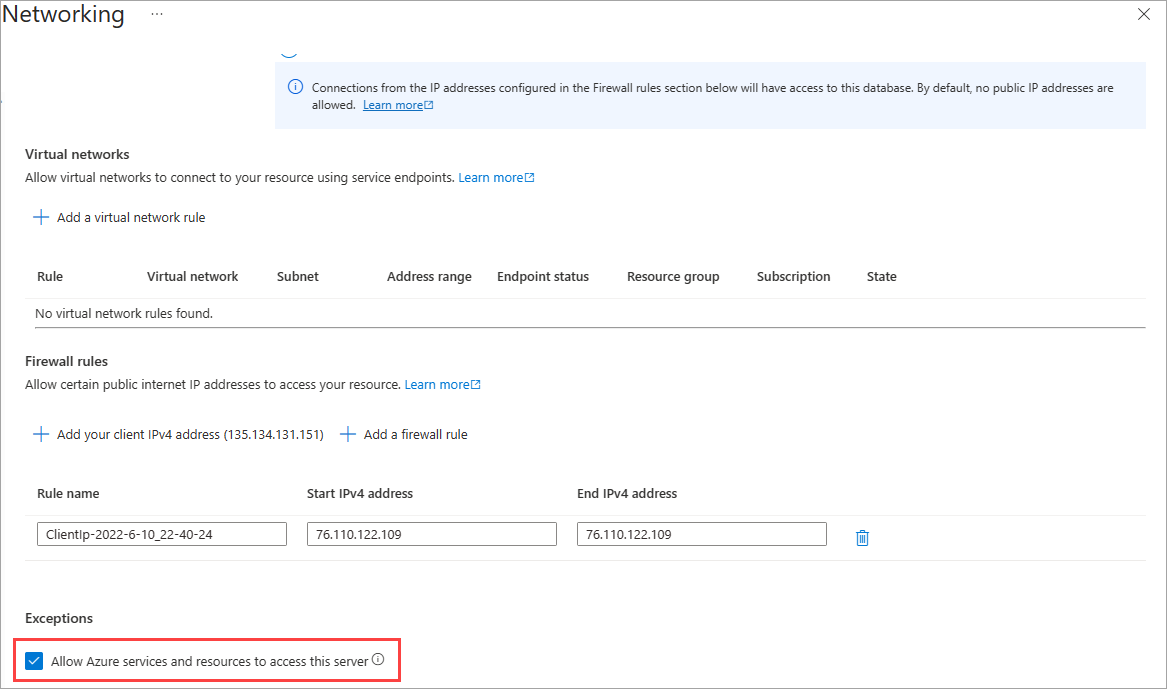 Networking ...
Connections from the IP addresses configured in the Firewall rules section below will have access to this database. By default, no public IP addresses are
allowed. Learn more
Virtual networks
Allow virtual networks to connect to your resource using service endpoints. Learn more
Add a virtual network rule
Rule Virtual network Subnet Address range Endpoint status Resource group Subscription State
No virtual network rules found.
Firewall rules
Allow certain public internet IP addresses to access your resource. Learn more
Add your client IPv4 address (135.134.131.151) Add a firewall rule
Rule name Start IPv4 address End IPv4 address
ClientIp-2022-6-10_22-40-24 76.110.122.109 76.110.122.109
Exceptions
Allow Azure services and resources to access this server